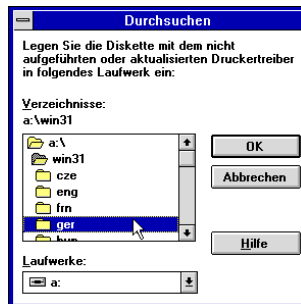 Durchsuchen
Legen Sie die Diskette mit dem nicht
aufgeführten oder aktualisierten Druckertreiber
in folgendes Laufwerk ein:
Verzeichnisse:
a:\win31
a:\
win31
cze
eng
frn
ger
hun
OK
Abbrechen
Hilfe
Laufwerke:
a: